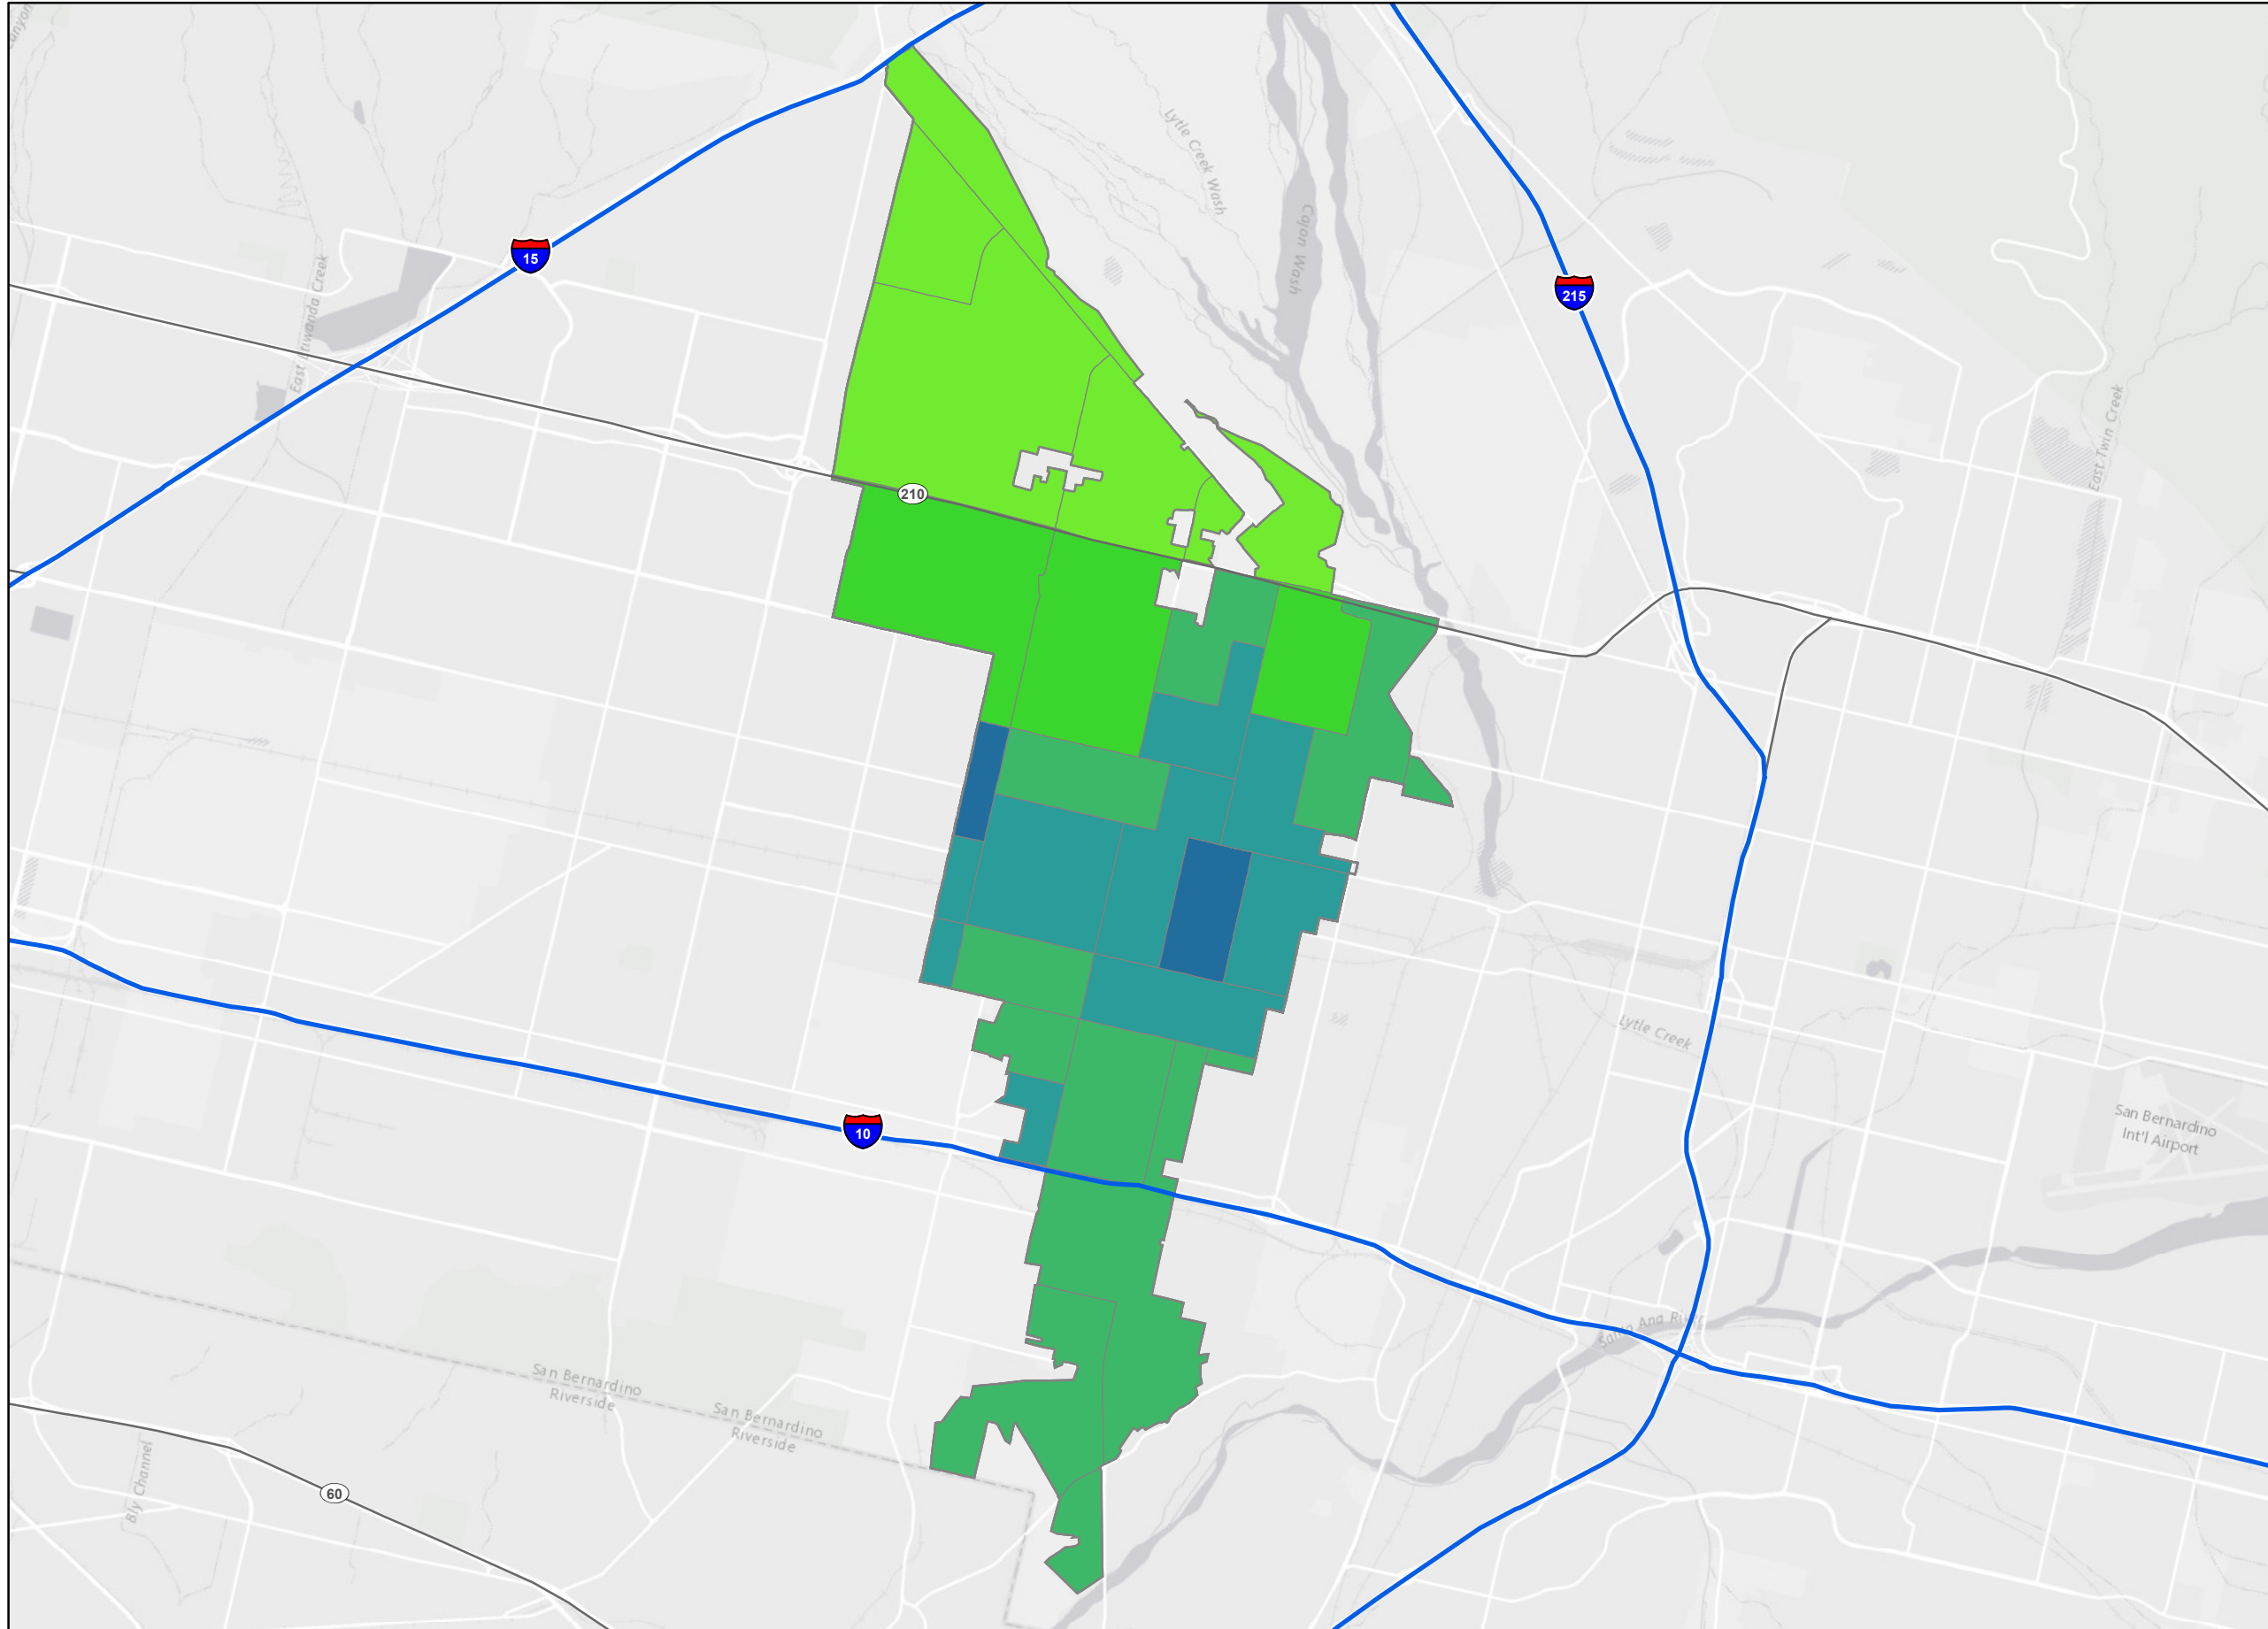 Canyon
Lytle Creek Wash
Cajon Wash
15
215
East Etiwanda Creek
East Twin Creek
210
Lytle Creek
San Bernardino
Int'l Airport
10
Santa Ana River
San Bernardino
Riverside
San Bernardino
Riverside
Bly Channel
60